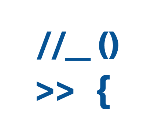 //_ ()
>> {